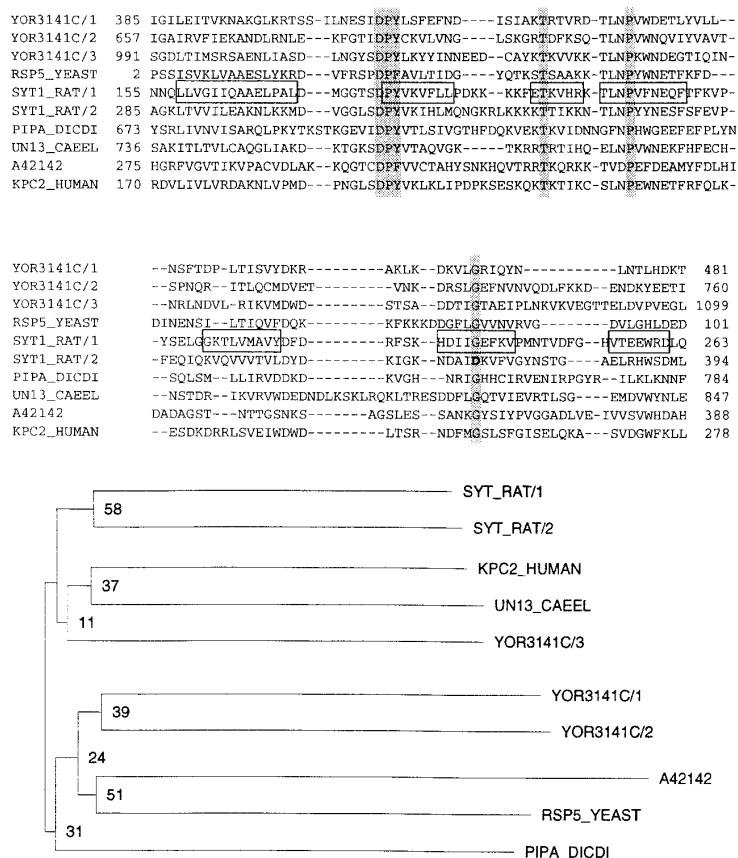 YOR3141C/1 385 IGILEITVKNAKGLKRTSS-ILNESIDPYLSFEFND---ISIAKTRTVRD-TLNPVWDETLYVLL-
YOR3141C/2 657 IGAIRVFIEKANDLRNLE----KFGTIDPYCKVLVNG---LSKGRTDFKSQ-TLNPVWNQVIYVAVT-
YOR3141C/3 991 SGDLTIMSRSAENLIASD----LNGYSDPYLKYYINNEEDCAYKTKVVKK-TLNPKWNDEGTIQIN-
RSP5_YEAST 2 PSSISVKLVAAESLYKRD---VFRSPDPFAVLTIDG----YQTKSTSAAKK-TLNPYWNETFKFD--
SYT1_RAT/1 155 NNQLLVGIIQAAELPALD---MGGTSDPYVKVFLLPDKK---KKFETKVHRK-TLNPVFNEQFTFKVP-
SYT1_RAT/2 285 AGKLTVVILEAKNLKKMD---VGGLSDPYVKIHLMQNGKRLKKKKTTIKKN-TLNPYYNESFSFEVP-
PIPA_DICDI 673 YSRLIVNVISARQLPKYTKSTKGEVIDPYVTLSIVGTHFDQKVEKTKVIDNNGFNPHWGEEFEFPLYN
UN13_CAEEL 736 SAKITLTVLCAQGLIAKD----KTGKSDPYVTAQVGK-----TKRRTRTIHQ-ELNPVWNEKFHFECH-
A42142 275 HGRFVGVTIKVPACVDLAK--KQGTCDPFVVCTAHYSNKHQVTRRTKQRKK-TVDPEFDEAMYFDLHI
KPC2_HUMAN 170 RDVLIVLVRDAKNLVPMD---PNGLSDPYVKLKLIPDPKSESKQKTKTIKC-SLNPEWNETFRFQLK-
YOR3141C/1 --NSFTDP-LTISVYDKR----------AKLK--DKVLGRIQYN------LNTLHDKT 481
YOR3141C/2 --SPNQR--ITLQCMDVET---------VNK--DRSLGEFNVNVQDLFKKD--ENDKYEETI 760
YOR3141C/3 --NRLNDVL-RIKVMDWD----------STSA--DDTIGTAEIPLNKVKVEGTTELDVPVEGL 1099
RSP5_YEAST DINENSI--LTIQVFDQK--------KFKKKDDGFLGVVNVRVG------DVLGHLDED 101
SYT1_RAT/1 -YSELGGKTLVMAVYDFD----------RFSK--HDIIGEFKVPMNTVDFG-HVTEEWRDLQ 263
SYT1_RAT/2 -FEQIQKVQVVVTVLDYD----------KIGK--NDAIDKVFVGYNSTG----AELRHWSDML 394
PIPA_DICDI --SQLSM--LLIRVDDKD----------KVGH--NRIGHHCIRVENIRPGYR-ILKLKNNF 784
UN13_CAEEL --NSTDR--IKVRVWDEDNDLKSKLRQKLTRESDDFLGQTVIEVRTLSG----EMDVWYNLE 847
A42142 DADAGST--NTTGSNKS-------AGSLES--SANKGYSIYPVGGADLVE-IVVSVWHDAH 388
KPC2_HUMAN --ESDKDRRLSVEIWDWD----------LTSR--NDFMGSLSFGISELQKA---SVDGWFKLL 278
SYT_RAT/1
58
SYT_RAT/2
KPC2_HUMAN
37
UN13_CAEEL
11
YOR3141C/3
YOR3141C/1
39
YOR3141C/2
24
A42142
51
RSP5_YEAST
31
PIPA_DICDI